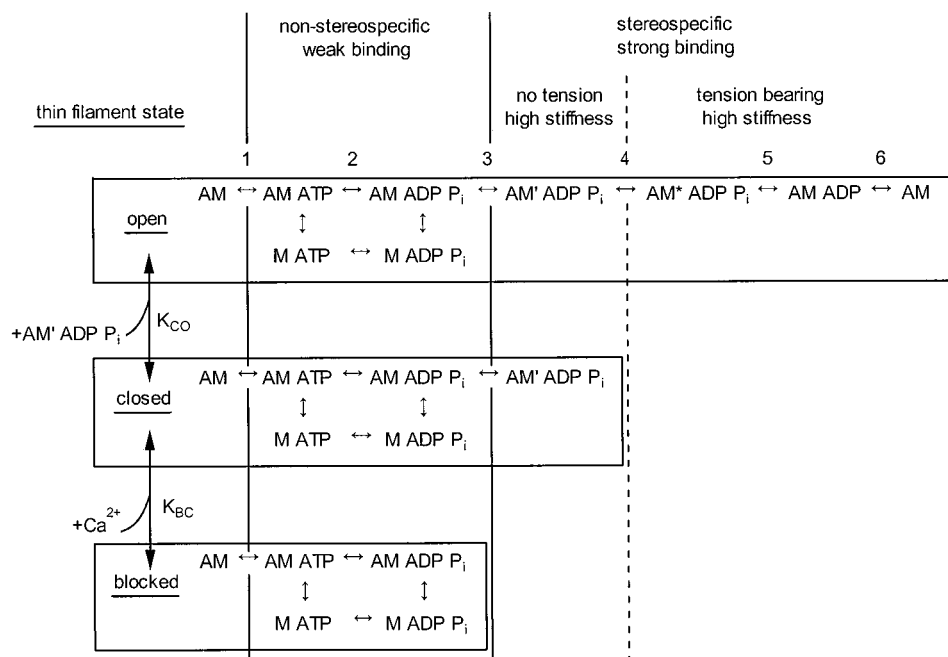 non-stereospecific
weak binding
stereospecific
strong binding
thin filament state
no tension
high stiffness
tension bearing
high stiffness
1 2 3 4 5 6
AM ↔ AM ATP ↔ AM ADP Pi ↔ AM' ADP Pi ↔ AM* ADP Pi ↔ AM ADP ↔ AM
open
↕ ↕
M ATP ↔ M ADP Pi
+AM' ADP Pi
KCO
AM ↔ AM ATP ↔ AM ADP Pi ↔ AM' ADP Pi
closed
↕ ↕
M ATP ↔ M ADP Pi
+Ca2+
KBC
AM ↔ AM ATP ↔ AM ADP Pi
blocked
↕ ↕
M ATP ↔ M ADP Pi